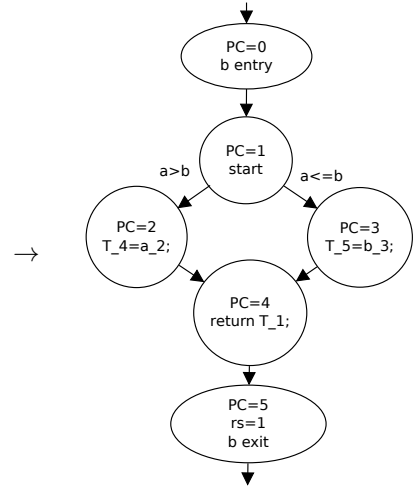 PC=0
b entry
PC=1
start
a>b
a<=b
PC=2
T_4=a_2;
PC=3
T_5=b_3;
PC=4
return T_1;
PC=5
rs=1
b exit